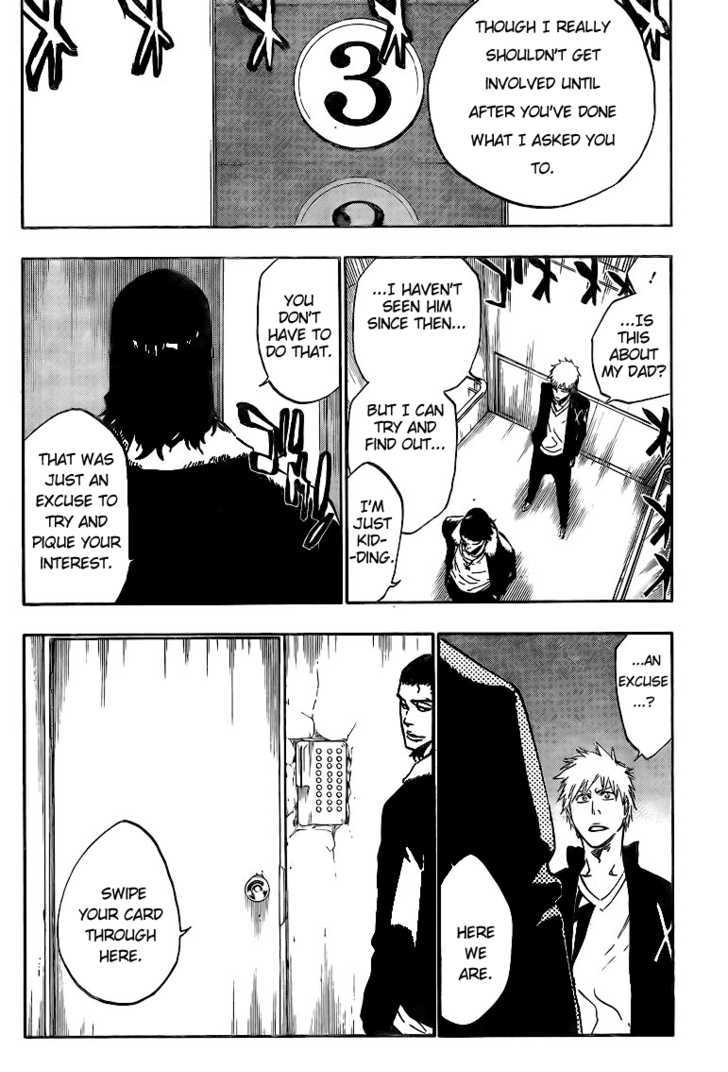 3
THOUGH I REALLY
SHOULDN'T GET
INVOLVED UNTIL
AFTER YOU'VE DONE
WHAT I ASKED YOU
TO.
...IS
THIS
ABOUT
MY DAD?
!
...I HAVEN'T
SEEN HIM
SINCE THEN...
BUT I CAN
TRY AND
FIND OUT...
I'M
JUST
KID-
-DING.
YOU
DON'T
HAVE TO
DO THAT.
THAT WAS
JUST AN
EXCUSE TO
TRY AND
PIQUE YOUR
INTEREST.
...AN
EXCUSE
...?
HERE
WE
ARE.
SWIPE
YOUR CARD
THROUGH
HERE.